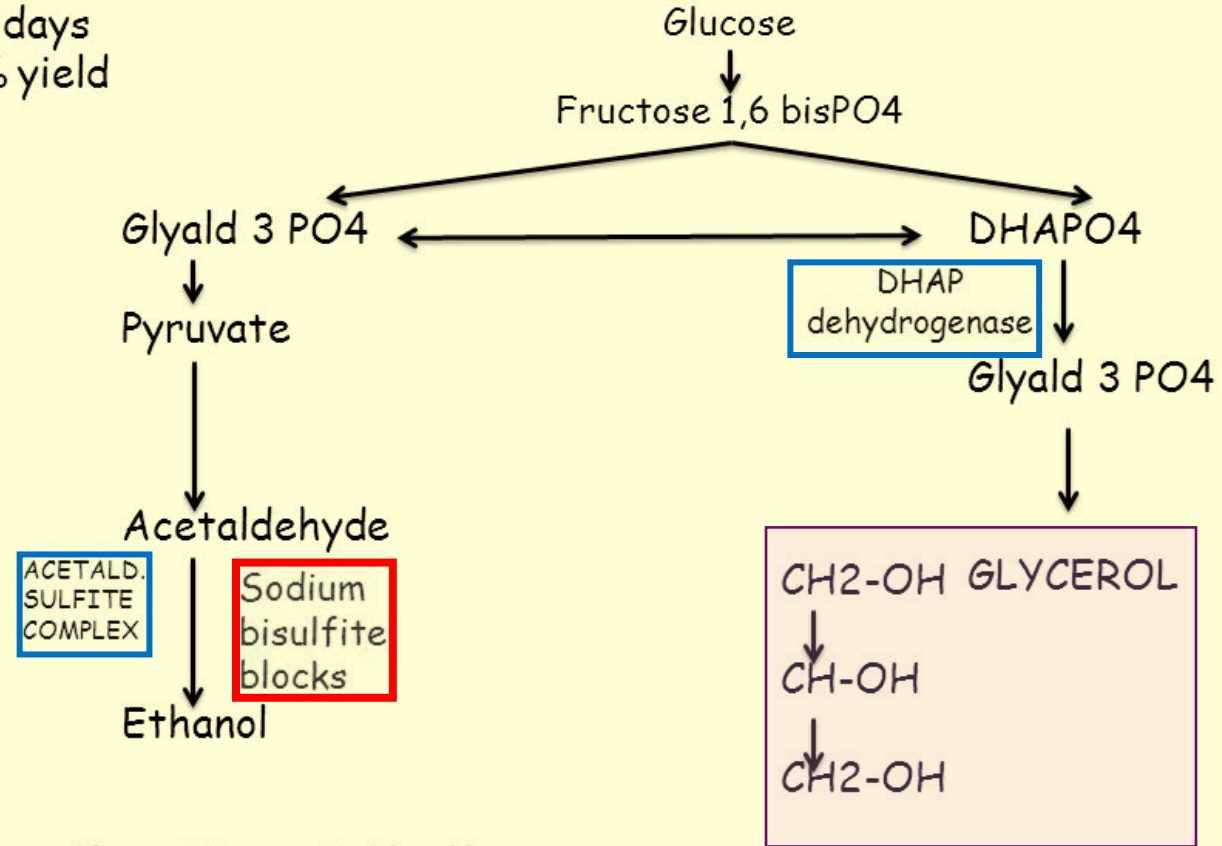 days
yield
Glucose
Fructose 1,6 bisPO4
Glyald 3 PO4
DHAPO4
DHAP
dehydrogenase
Pyruvate
Glyald 3 PO4
Acetaldehyde
ACETALD.
SULFITE
COMPLEX
Sodium
bisulfite
blocks
Ethanol
CH2-OH GLYCEROL
CH-OH
CH2-OH